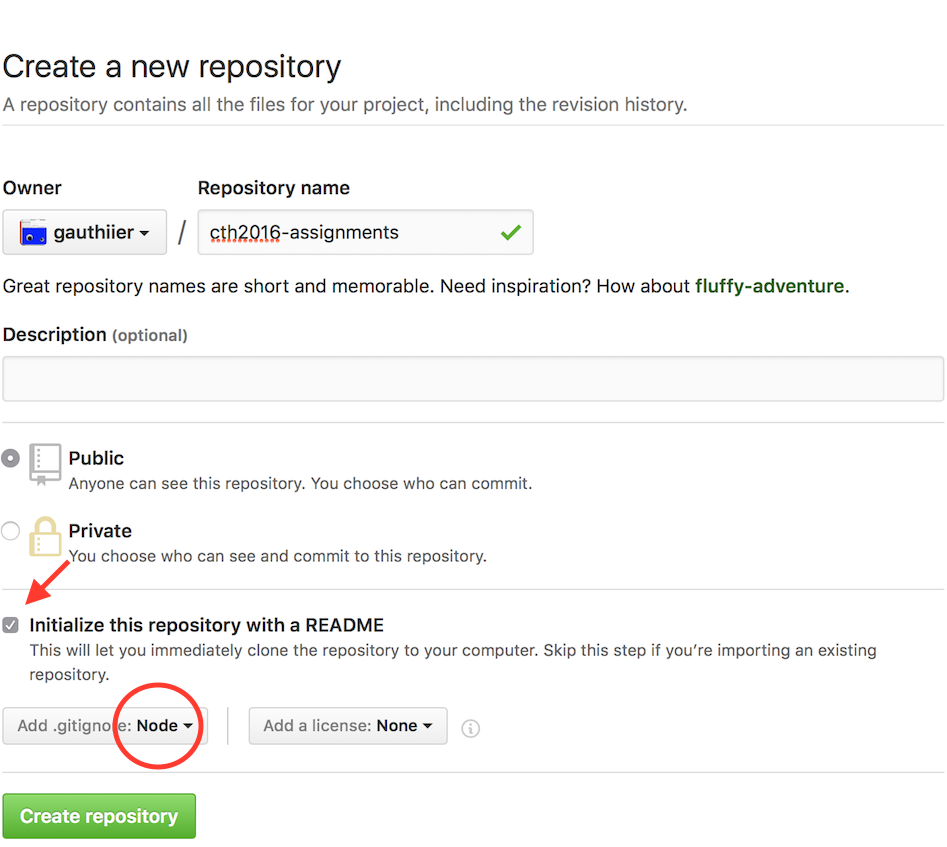 Create a new repository
A repository contains all the files for your project, including the revision history.
Owner Repository name
gauthiier / cth2016-assignments
Great repository names are short and memorable. Need inspiration? How about fluffy-adventure.
Description (optional)
Public
Anyone can see this repository. You choose who can commit.
Private
You choose who can see and commit to this repository.
Initialize this repository with a README
This will let you immediately clone the repository to your computer. Skip this step if you’re importing an existing
repository.
Add .gitignore: Node Add a license: None
Create repository